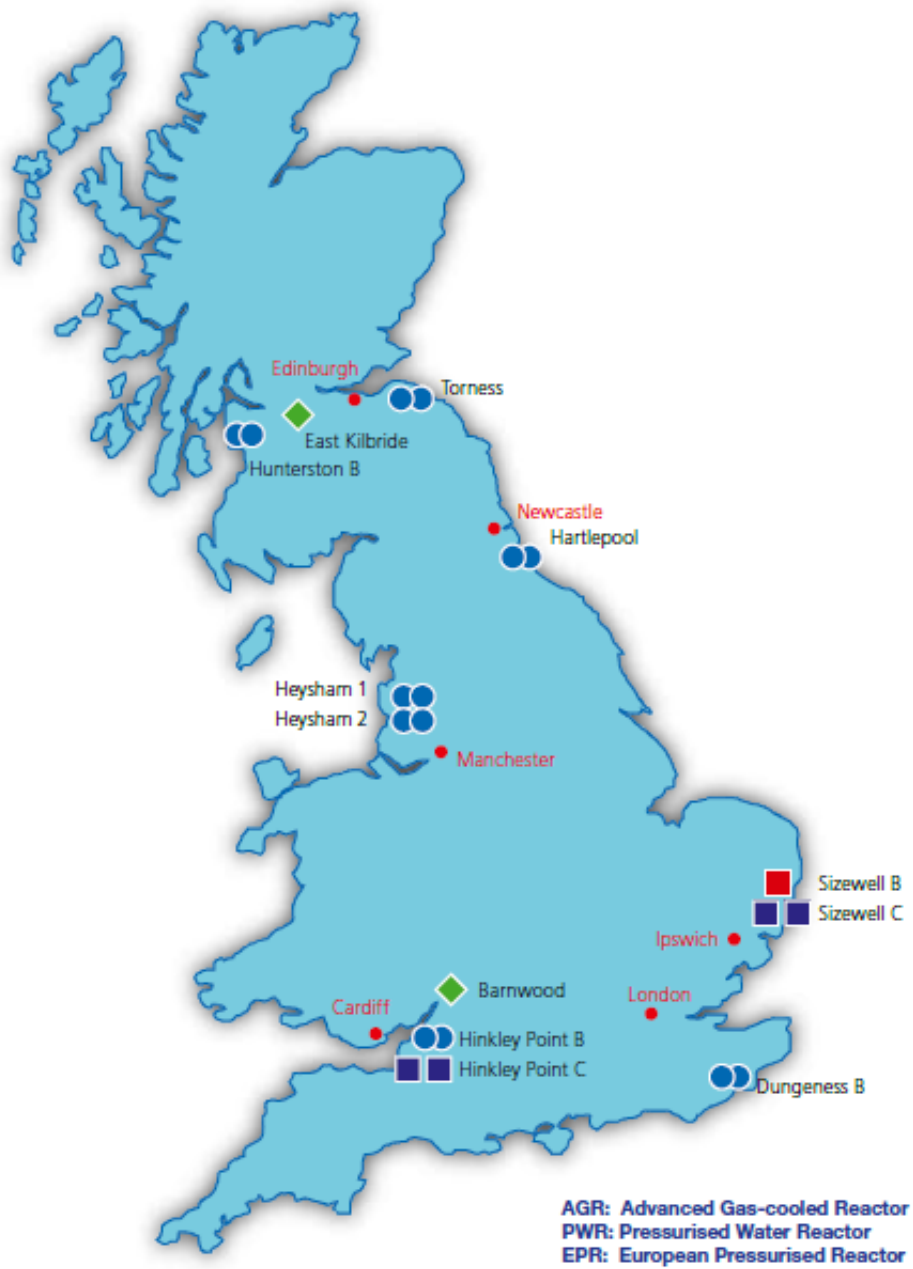 Edinburgh
Torness
East Kilbride
Hunterston B
Newcastle
Hartlepool
Heysham 1
Heysham 2
Manchester
Sizewell B
Sizewell C
Ipswich
Barnwood
London
Cardiff
Hinkley Point B
Hinkley Point C
Dungeness B
AGR: Advanced Gas-cooled Reactor
PWR: Pressurised Water Reactor
EPR: European Pressurised Reactor